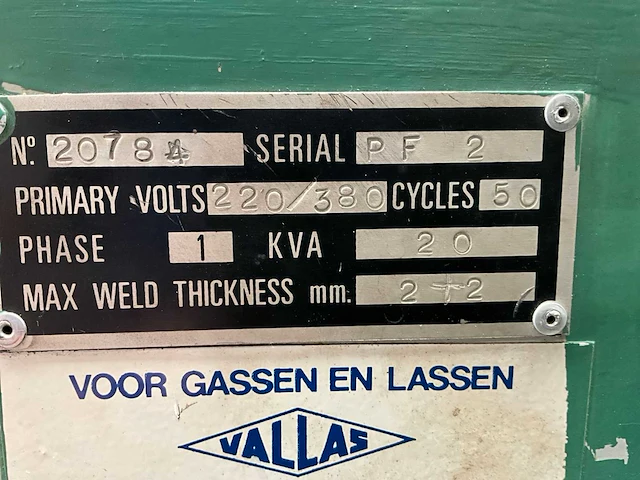 Nº. 20784 SERIAL PF 2
PRIMARY VOLTS 220/380 CYCLES 50
PHASE 1 KVA 20
MAX WELD THICKNESS mm. 2+2
VOOR GASSEN EN LASSEN
VALLAS